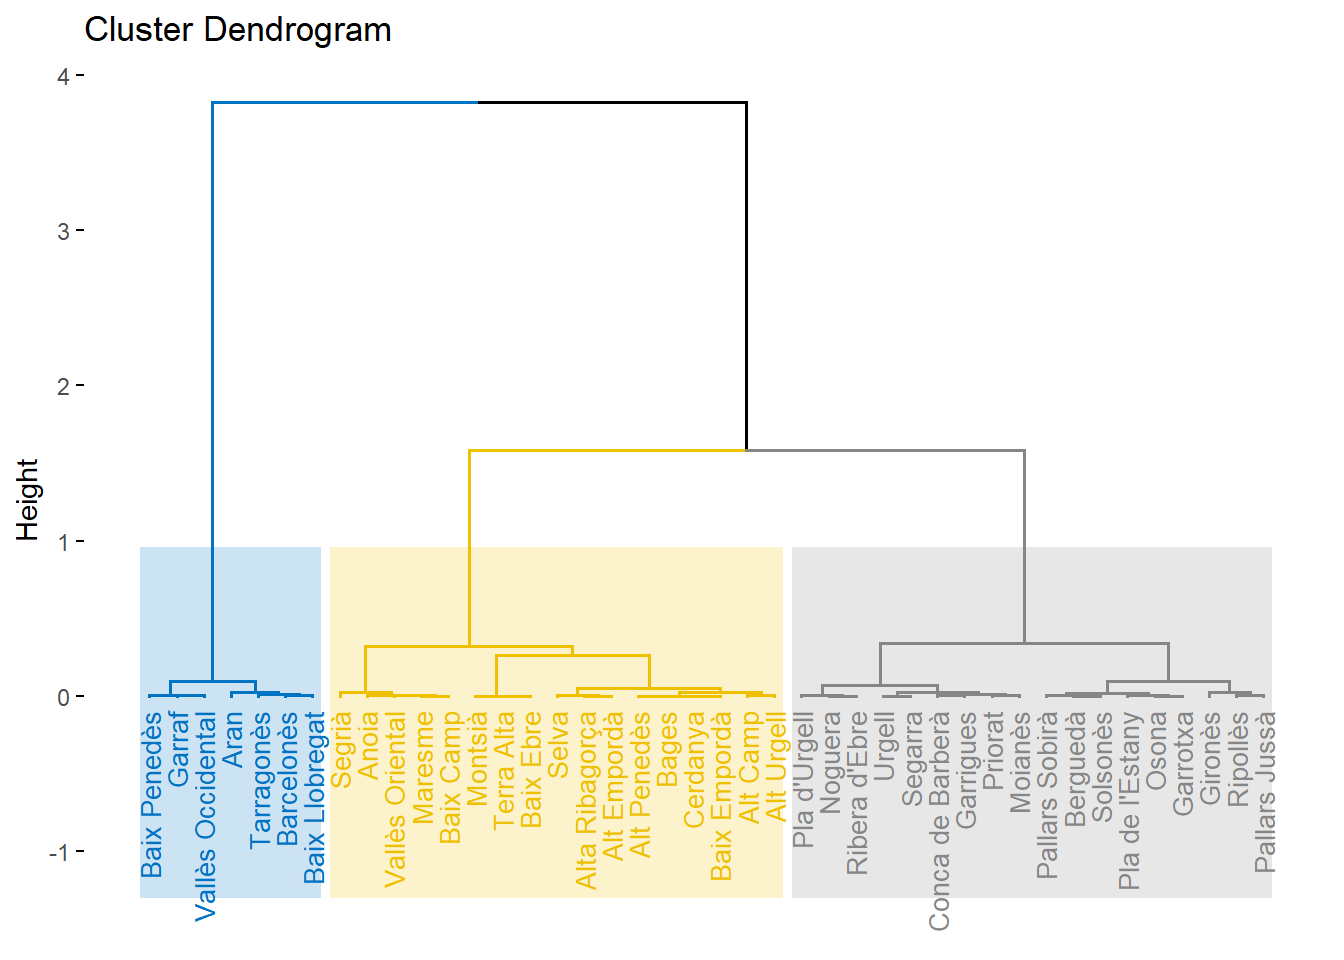 Cluster Dendrogram
4
3
2
1
0
-1
Height
Baix Penedès
Garraf
Vallès Occidental
Aran
Tarragonès
Barcelonès
Baix Llobregat
Segrià
Anoia
Vallès Oriental
Maresme
Baix Camp
Montsià
Terra Alta
Baix Ebre
Selva
Alta Ribagorça
Alt Empordà
Alt Penedès
Bages
Cerdanya
Baix Empordà
Alt Camp
Alt Urgell
Pla d'Urgell
Noguera
Ribera d'Ebre
Urgell
Segarra
Conca de Barberà
Garrigues
Priorat
Moianès
Pallars Sobirà
Berguedà
Solsonès
Pla de l'Estany
Osona
Garrotxa
Gironès
Ripollès
Pallars Jussà